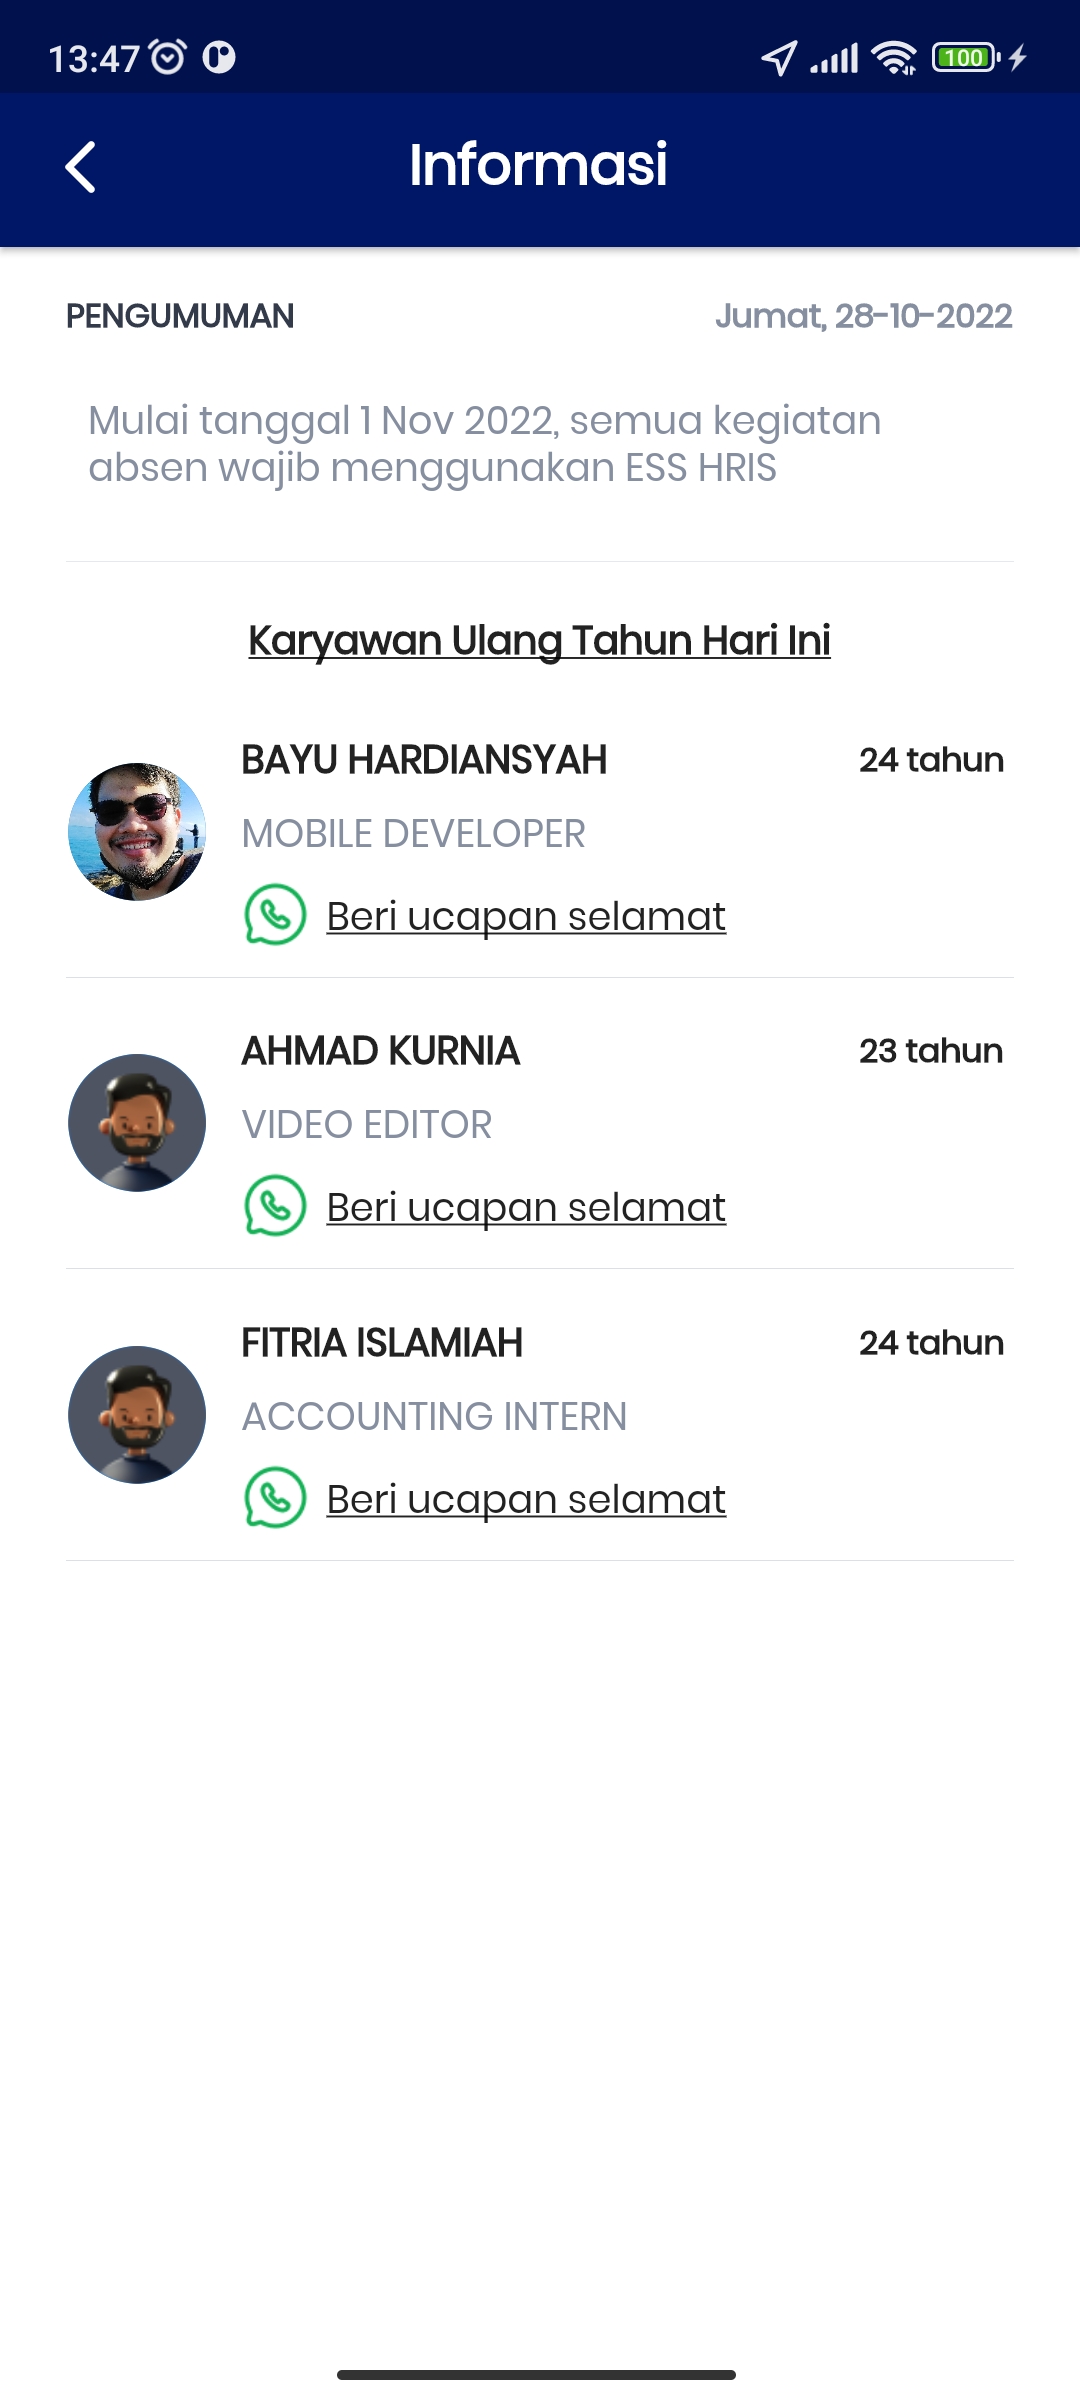 13:47
100
Informasi
PENGUMUMAN
Jumat, 28-10-2022
Mulai tanggal 1 Nov 2022, semua kegiatan
absen wajib menggunakan ESS HRIS
Karyawan Ulang Tahun Hari Ini
BAYU HARDIANSYAH
24 tahun
MOBILE DEVELOPER
Beri ucapan selamat
AHMAD KURNIA
23 tahun
VIDEO EDITOR
Beri ucapan selamat
FITRIA ISLAMIAH
24 tahun
ACCOUNTING INTERN
Beri ucapan selamat